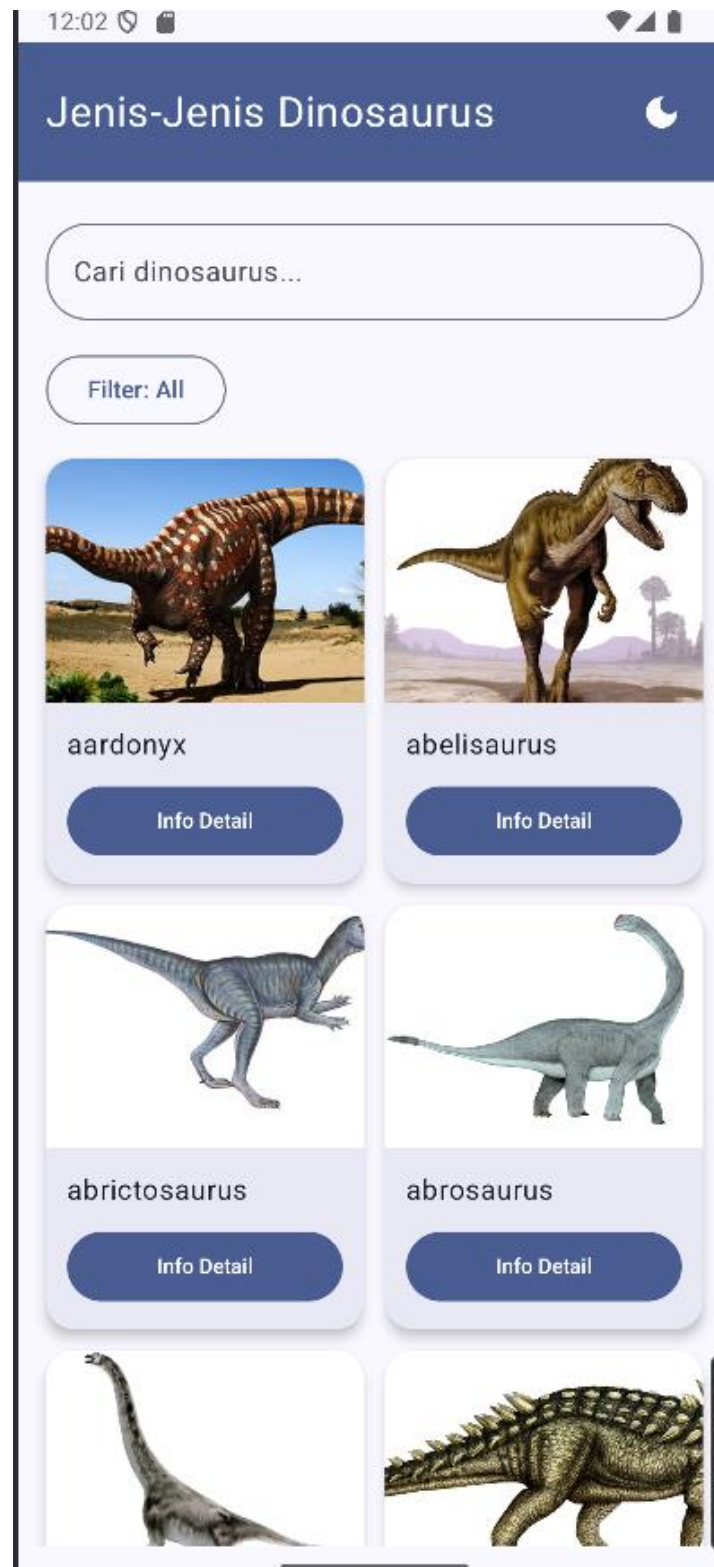 12:02
Jenis-Jenis Dinosaurus
Cari dinosaurus...
Filter: All
aardonyx
abelisaurus
Info Detail
Info Detail
abrictosaurus
abrosaurus
Info Detail
Info Detail